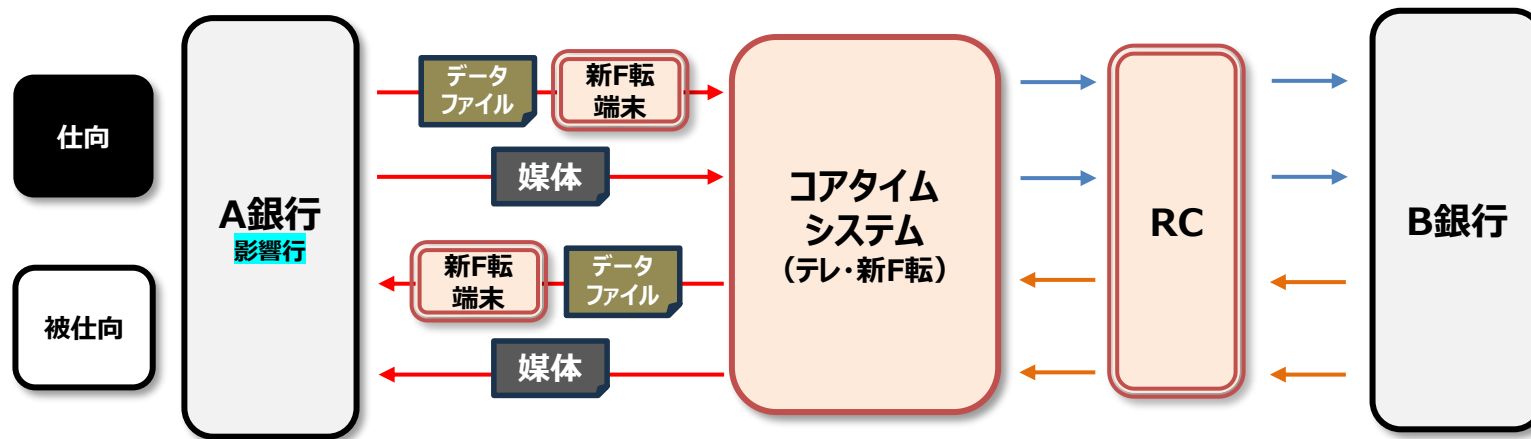 仕向
被仕向
A銀行
影響行
データ
ファイル
新F転
端末
媒体
新F転
端末
データ
ファイル
媒体
コアタイム
システム
（テレ・新F転）
RC
B銀行